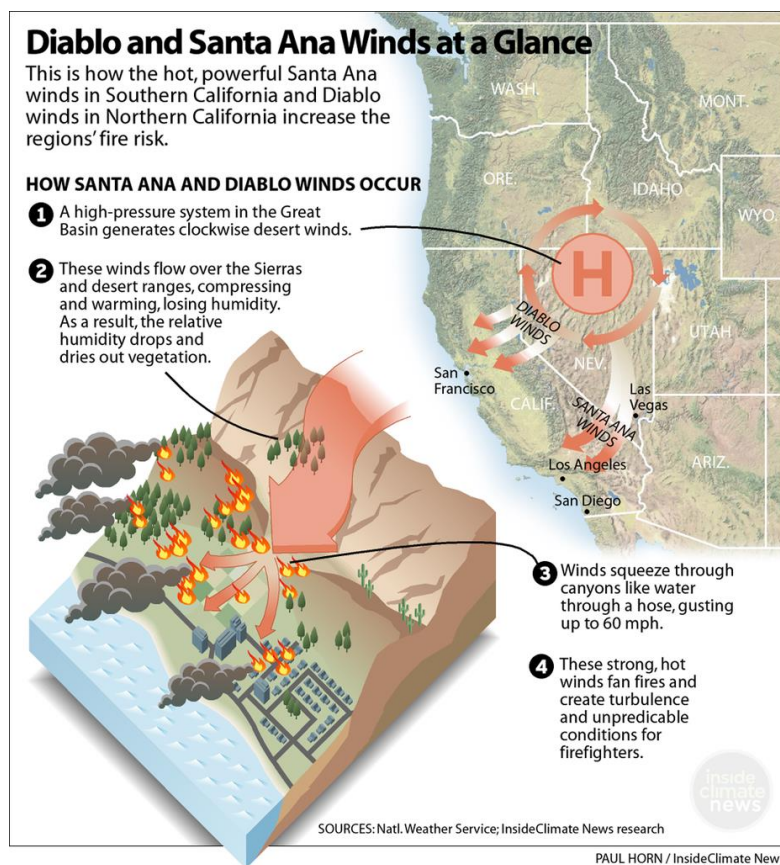 Diablo and Santa Ana Winds at a Glance
This is how the hot, powerful Santa Ana
winds in Southern California and Diablo
winds in Northern California increase the
regions' fire risk.
HOW SANTA ANA AND DIABLO WINDS OCCUR
1 A high-pressure system in the Great
Basin generates clockwise desert winds.
2 These winds flow over the Sierras
and desert ranges, compressing
and warming, losing humidity.
As a result, the relative
humidity drops and
dries out vegetation.
WASH.
MONT.
ORE.
IDAHO
WYO.
H
DIABLO
WINDS
UTAH
NEV.
San
Francisco
CALIF.
Las
Vegas
SANTA ANA
WINDS
ARIZ.
Los Angeles
San Diego
3 Winds squeeze through
canyons like water
through a hose, gusting
up to 60 mph.
4 These strong, hot
winds fan fires and
create turbulence
and unpredicable
conditions for
firefighters.
inside
climate
news
SOURCES: Natl. Weather Service; InsideClimate News research
PAUL HORN / InsideClimate New